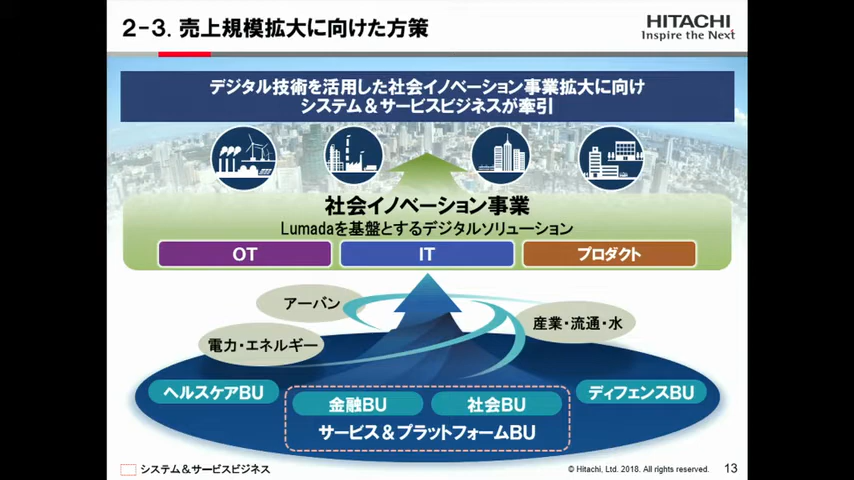 2-3. 売上規模拡大に向けた方策
HITACHI
Inspire the Next
デジタル技術を活用した社会イノベーション事業拡大に向け
システム&サービスビジネスが牽引
社会イノベーション事業
Lumadaを基盤とするデジタルソリューション
OT
IT
プロダクト
アーバン
産業・流通・水
電力・エネルギー
ヘルスケアBU
金融BU
社会BU
ディフェンスBU
サービス&プラットフォームBU
システム&サービスビジネス
© Hitachi, Ltd. 2018. All rights reserved.
13